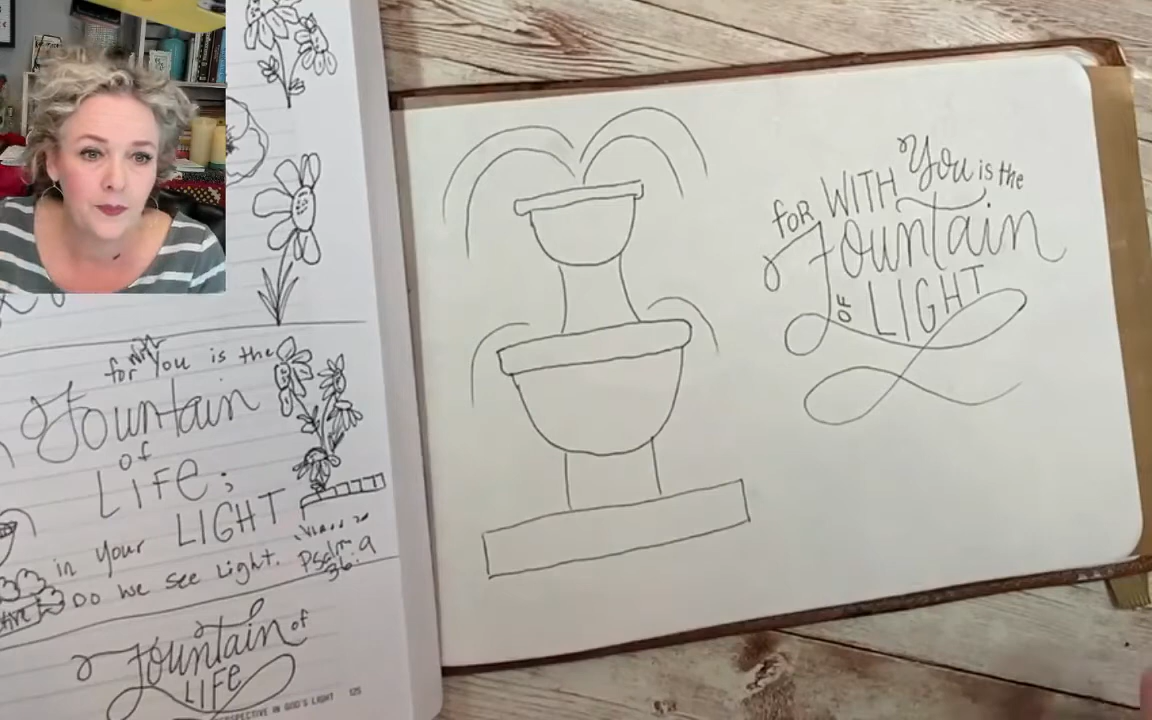 for with You is the
Fountain
of
LIFE;
in Your LIGHT
Do we see Light.
Psalm
36:9
Fountain of
LIFE
PERSPECTIVE IN GOD'S LIGHT 125
for WITH You is the
Fountain
OF LIGHT